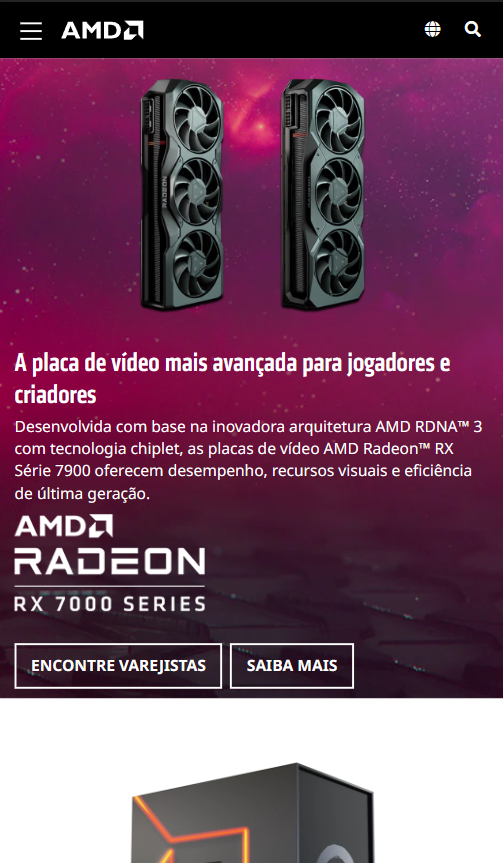 AMD
RADEON
A placa de vídeo mais avançada para jogadores e
criadores
Desenvolvida com base na inovadora arquitetura AMD RDNA™ 3
com tecnologia chiplet, as placas de vídeo AMD Radeon™ RX
Série 7900 oferecem desempenho, recursos visuais e eficiência
de última geração.
AMD
RADEON
RX 7000 SERIES
ENCONTRE VAREJISTAS
SAIBA MAIS